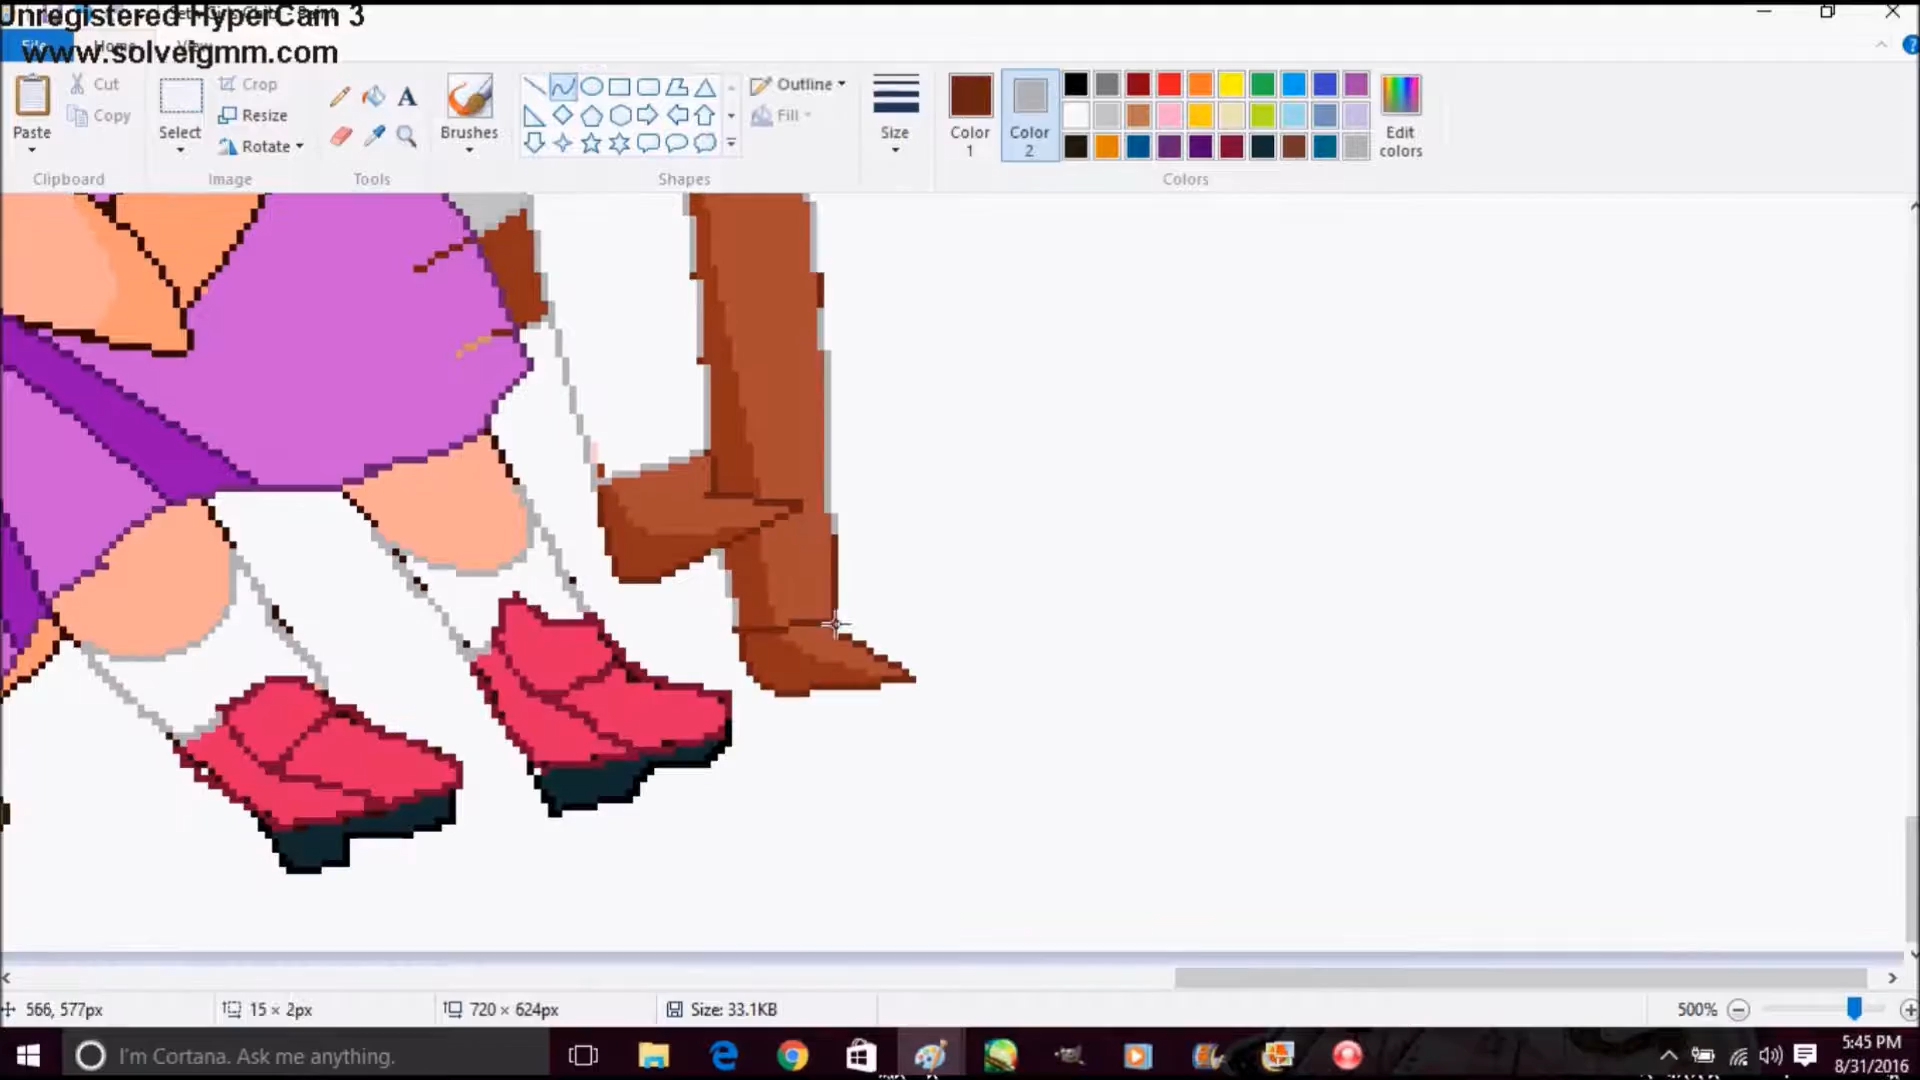 Unregistered HyperCam 3
www.solveigmm.com
File
Home
Cut
Copy
Paste
Clipboard
Crop
Resize
Rotate
Select
Image
Tools
Brushes
Outline
Fill
Shapes
Size
Color
1
Color
2
Edit
colors
Colors
566, 577px
15 × 2px
720 × 624px
Size: 33.1KB
500%
I'm Cortana. Ask me anything.
5:45 PM
8/31/2016